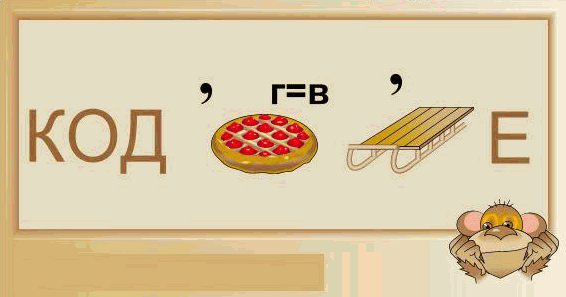 , г=в ,
КОД Е